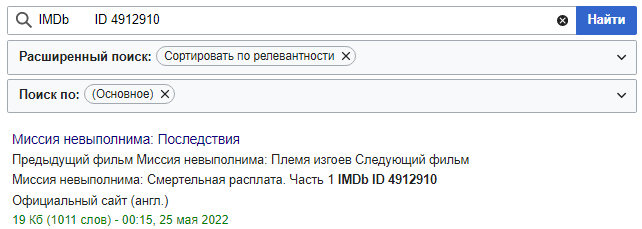 IMDb ID 4912910
Найти
Расширенный поиск: Сортировать по релевантности
Поиск по: (Основное)
Миссия невыполнима: Последствия
Предыдущий фильм Миссия невыполнима: Племя изгоев Следующий фильм
Миссия невыполнима: Смертельная расплата. Часть 1 IMDb ID 4912910
Официальный сайт (англ.)
19 Кб (1011 слов) - 00:15, 25 мая 2022